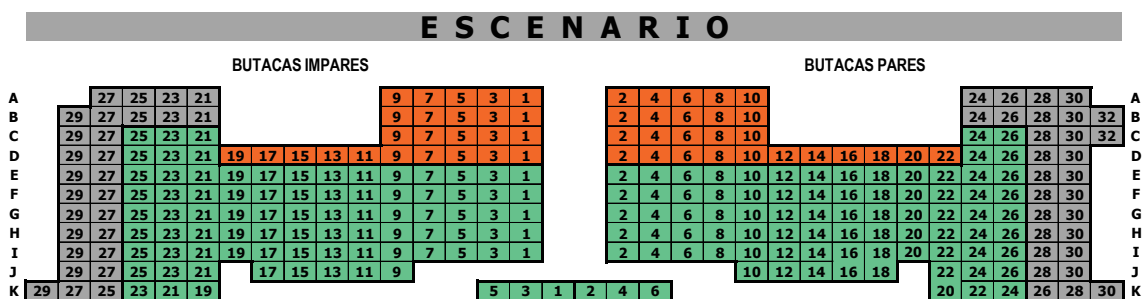 E S C E N A R I O
BUTACAS IMPARES BUTACAS PARES
A 27 25 23 21 9 7 5 3 1 2 4 6 8 10 24 26 28 30 A
B 29 27 25 23 21 9 7 5 3 1 2 4 6 8 10 24 26 28 30 32 B
C 29 27 25 23 21 9 7 5 3 1 2 4 6 8 10 24 26 28 30 32 C
D 29 27 25 23 21 19 17 15 13 11 9 7 5 3 1 2 4 6 8 10 12 14 16 18 20 22 24 26 28 30 D
E 29 27 25 23 21 19 17 15 13 11 9 7 5 3 1 2 4 6 8 10 12 14 16 18 20 22 24 26 28 30 E
F 29 27 25 23 21 19 17 15 13 11 9 7 5 3 1 2 4 6 8 10 12 14 16 18 20 22 24 26 28 30 F
G 29 27 25 23 21 19 17 15 13 11 9 7 5 3 1 2 4 6 8 10 12 14 16 18 20 22 24 26 28 30 G
H 29 27 25 23 21 19 17 15 13 11 9 7 5 3 1 2 4 6 8 10 12 14 16 18 20 22 24 26 28 30 H
I 29 27 25 23 21 19 17 15 13 11 9 7 5 3 1 2 4 6 8 10 12 14 16 18 20 22 24 26 28 30 I
J 29 27 25 23 21 17 15 13 11 9 10 12 14 16 18 22 24 26 28 30 J
K 29 27 25 23 21 19 5 3 1 2 4 6 20 22 24 26 28 30 K